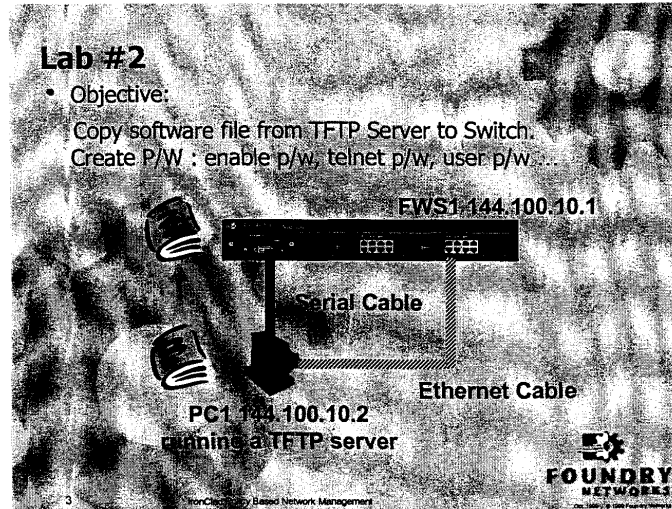 Lab #2
• Objective:
Copy software file from TFTP Server to Switch.
Create P/W : enable p/w, telnet p/w, user p/w ...
FWS1 144.100.10.1
Serial Cable
Ethernet Cable
PC1 144.100.10.2
running a TFTP server
FOUNDRY
NETWORKS
3
Based Network Management